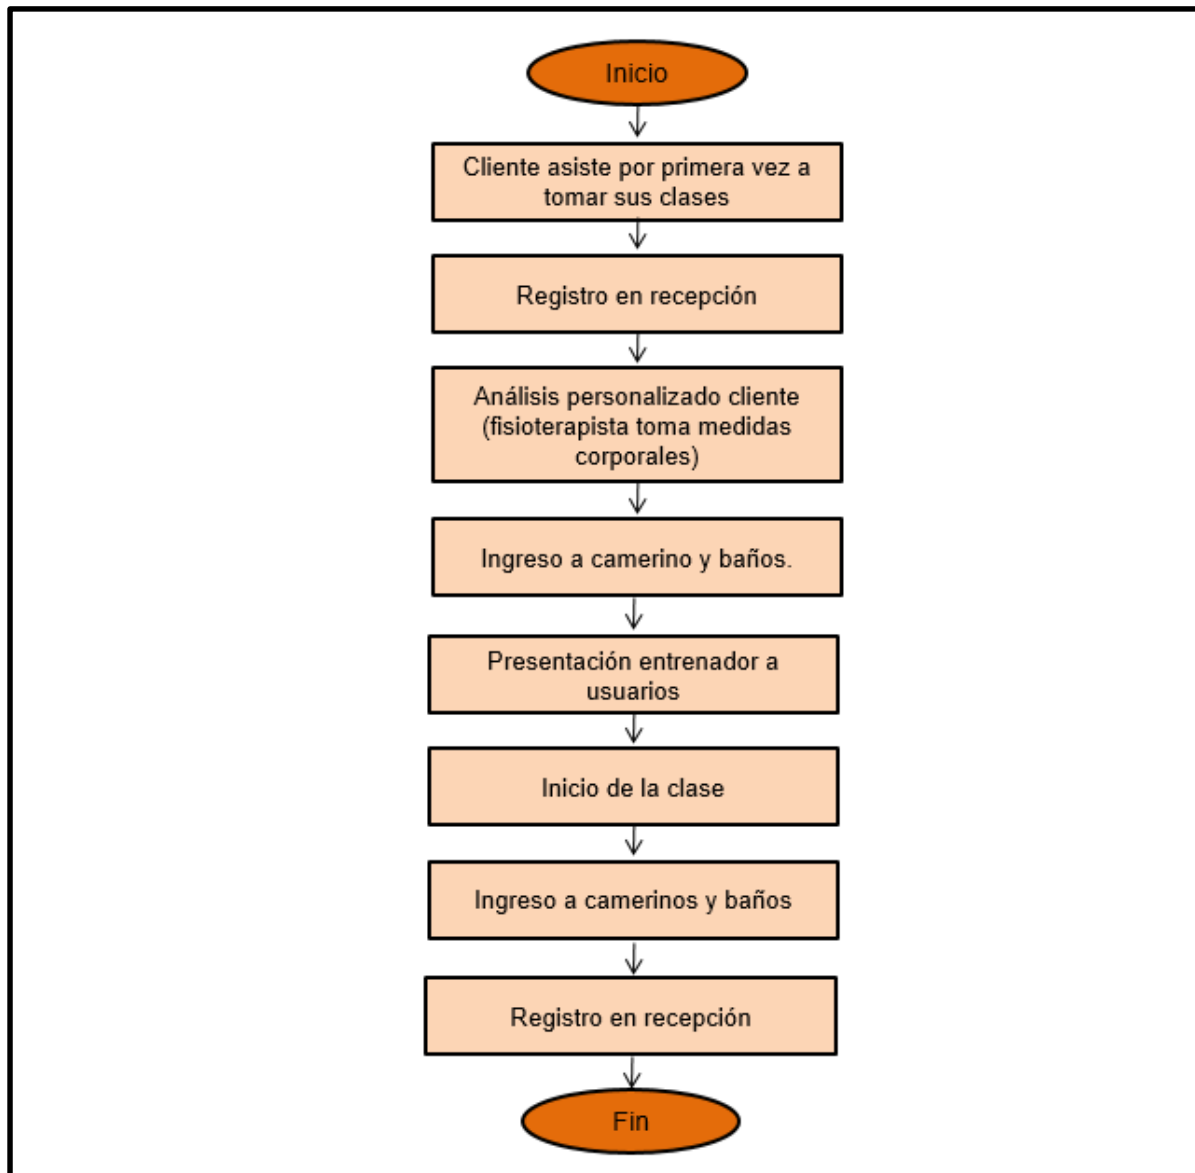 Inicio
Cliente asiste por primera vez a
tomar sus clases
Registro en recepción
Análisis personalizado cliente
(fisioterapista toma medidas
corporales)
Ingreso a camerino y baños.
Presentación entrenador a
usuarios
Inicio de la clase
Ingreso a camerinos y baños
Registro en recepción
Fin